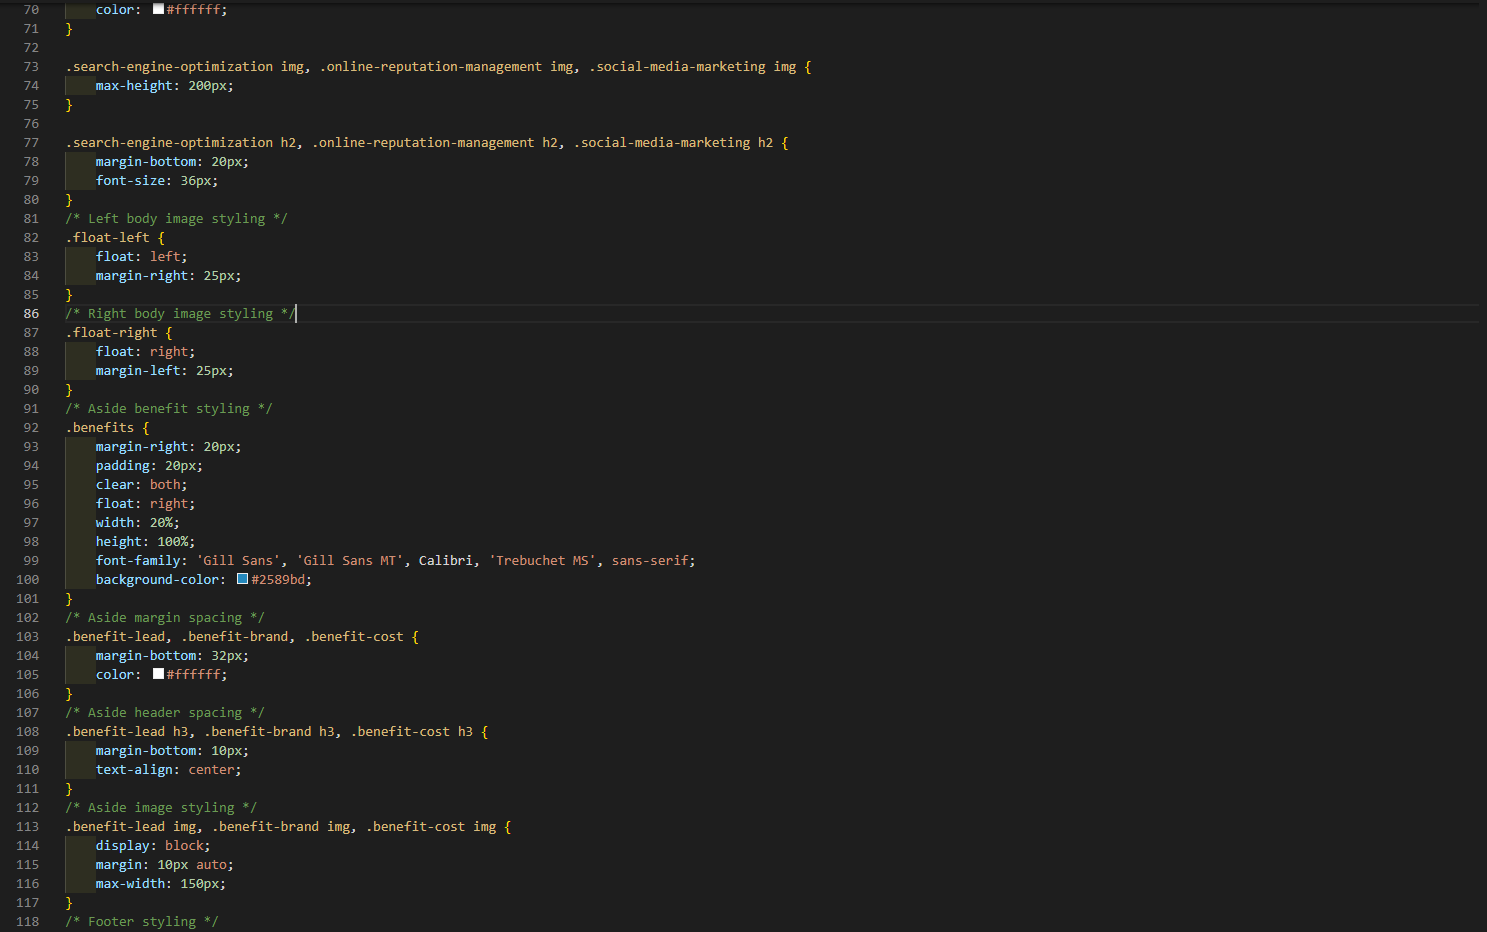 70 color: #ffffff;
71 }
72
73 .search-engine-optimization img, .online-reputation-management img, .social-media-marketing img {
74 max-height: 200px;
75 }
76
77 .search-engine-optimization h2, .online-reputation-management h2, .social-media-marketing h2 {
78 margin-bottom: 20px;
79 font-size: 36px;
80 }
81 /* Left body image styling */
82 .float-left {
83 float: left;
84 margin-right: 25px;
85 }
86 /* Right body image styling */
87 .float-right {
88 float: right;
89 margin-left: 25px;
90 }
91 /* Aside benefit styling */
92 .benefits {
93 margin-right: 20px;
94 padding: 20px;
95 clear: both;
96 float: right;
97 width: 20%;
98 height: 100%;
99 font-family: 'Gill Sans', 'Gill Sans MT', Calibri, 'Trebuchet MS', sans-serif;
100 background-color: #2589bd;
101 }
102 /* Aside margin spacing */
103 .benefit-lead, .benefit-brand, .benefit-cost {
104 margin-bottom: 32px;
105 color: #ffffff;
106 }
107 /* Aside header spacing */
108 .benefit-lead h3, .benefit-brand h3, .benefit-cost h3 {
109 margin-bottom: 10px;
110 text-align: center;
111 }
112 /* Aside image styling */
113 .benefit-lead img, .benefit-brand img, .benefit-cost img {
114 display: block;
115 margin: 10px auto;
116 max-width: 150px;
117 }
118 /* Footer styling */